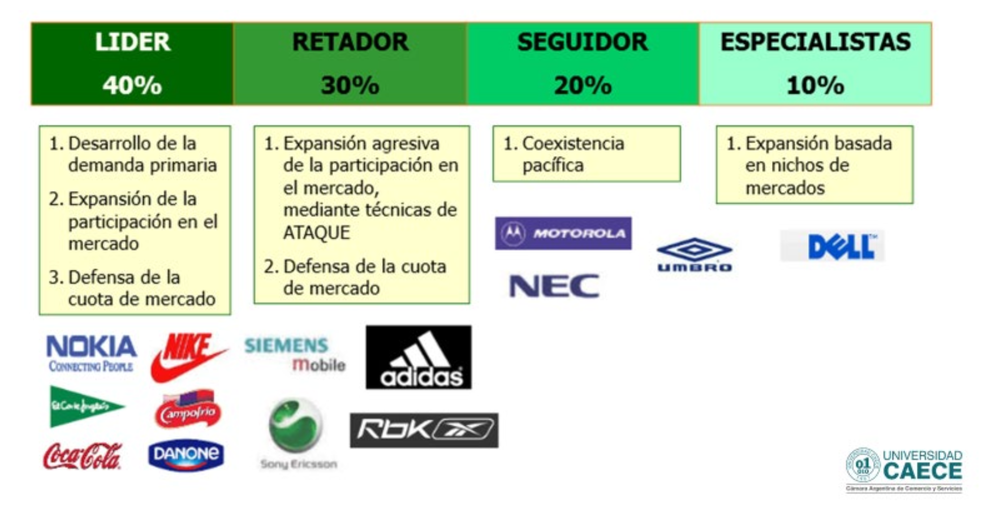 LIDER
40%
RETADOR
30%
SEGUIDOR
20%
ESPECIALISTAS
10%
1. Desarrollo de la
demanda primaria
2. Expansión de la
participación en el
mercado
3. Defensa de la
cuota de mercado
1. Expansión agresiva
de la participación en
el mercado,
mediante técnicas de
ATAQUE
2. Defensa de la cuota
de mercado
1. Coexistencia
pacífica
1. Expansión basada
en nichos de
mercados
MOTOROLA
UMBRO
NEC
DELL™
NOKIA
CONNECTING PEOPLE
NIKE
El Corte Inglés
Campofrío
Coca-Cola
DANONE
SIEMENS
mobile
adidas
Sony Ericsson
RbK
UNIVERSIDAD
CAECE
Cámara Argentina de Comercio y Servicios